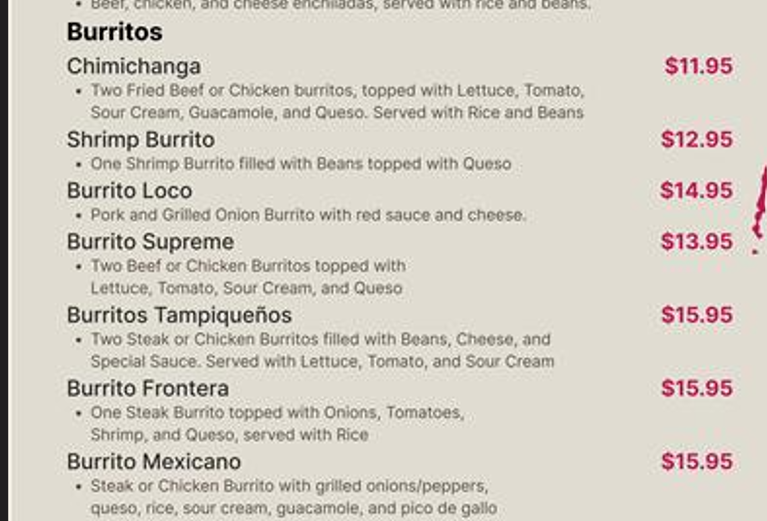 • Beef, chicken, and cheese enchiladas, served with rice and beans.
Burritos
Chimichanga $11.95
• Two Fried Beef or Chicken burritos, topped with Lettuce, Tomato,
Sour Cream, Guacamole, and Queso. Served with Rice and Beans
Shrimp Burrito $12.95
• One Shrimp Burrito filled with Beans topped with Queso
Burrito Loco $14.95
• Pork and Grilled Onion Burrito with red sauce and cheese.
Burrito Supreme $13.95
• Two Beef or Chicken Burritos topped with
Lettuce, Tomato, Sour Cream, and Queso
Burritos Tampiqueños $15.95
• Two Steak or Chicken Burritos filled with Beans, Cheese, and
Special Sauce. Served with Lettuce, Tomato, and Sour Cream
Burrito Frontera $15.95
• One Steak Burrito topped with Onions, Tomatoes,
Shrimp, and Queso, served with Rice
Burrito Mexicano $15.95
• Steak or Chicken Burrito with grilled onions/peppers,
queso, rice, sour cream, guacamole, and pico de gallo